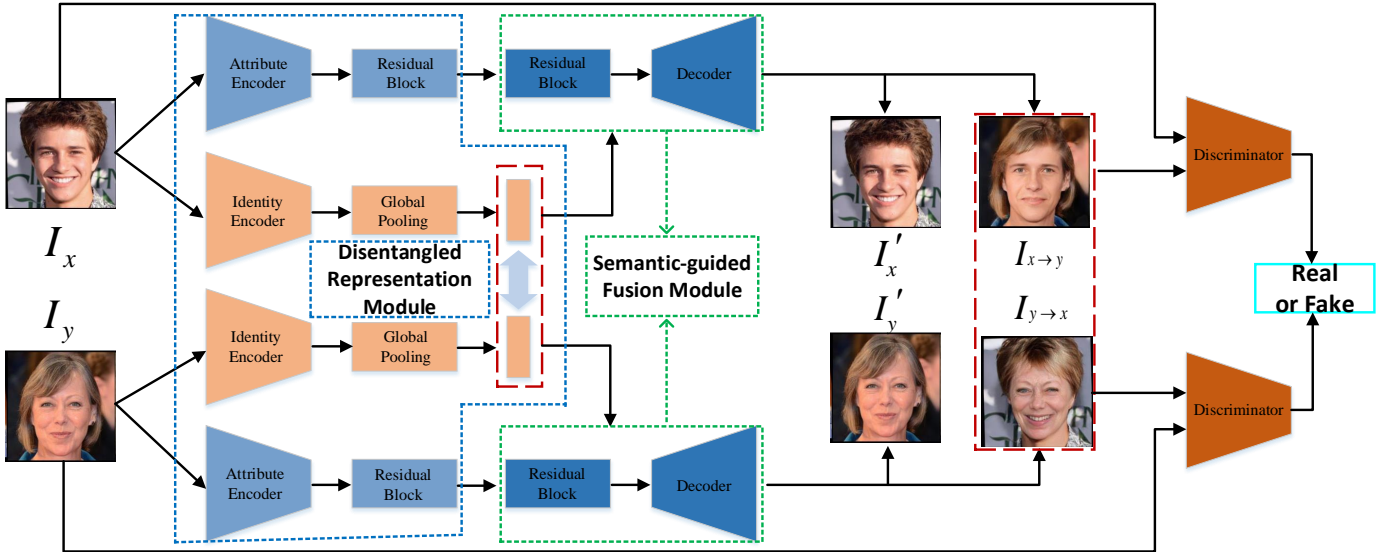 Attribute
Encoder
Residual
Block
Residual
Block
Decoder
I_x
Identity
Encoder
Global
Pooling
Disentangled
Representation
Module
Semantic-guided
Fusion Module
I'_x
I_{x→y}
Discriminator
Real
or Fake
I_y
Identity
Encoder
Global
Pooling
I'_y
I_{y→x}
Discriminator
Attribute
Encoder
Residual
Block
Residual
Block
Decoder